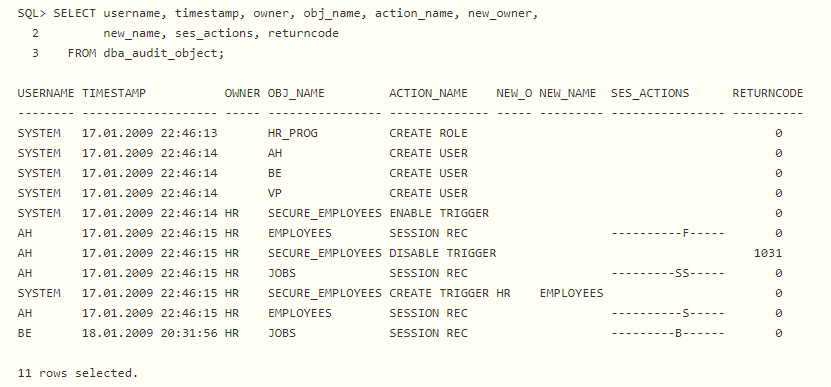 SQL> SELECT username, timestamp, owner, obj_name, action_name, new_owner,
  2         new_name, ses_actions, returncode
  3    FROM dba_audit_object;
USERNAME TIMESTAMP           OWNER OBJ_NAME         ACTION_NAME    NEW_O NEW_NAME  SES_ACTIONS      RETURNCODE
-------- ------------------- ----- ---------------- -------------- ----- --------- ---------------- ----------
SYSTEM   17.01.2009 22:46:13       HR_PROG          CREATE ROLE                                              0
SYSTEM   17.01.2009 22:46:14       AH               CREATE USER                                              0
SYSTEM   17.01.2009 22:46:14       BE               CREATE USER                                              0
SYSTEM   17.01.2009 22:46:14       VP               CREATE USER                                              0
SYSTEM   17.01.2009 22:46:14 HR    SECURE_EMPLOYEES ENABLE TRIGGER                                           0
AH       17.01.2009 22:46:15 HR    EMPLOYEES        SESSION REC                    ----------F-----          0
AH       17.01.2009 22:46:15 HR    SECURE_EMPLOYEES DISABLE TRIGGER                                       1031
AH       17.01.2009 22:46:15 HR    JOBS             SESSION REC                    ---------SS-----          0
SYSTEM   17.01.2009 22:46:15 HR    SECURE_EMPLOYEES CREATE TRIGGER HR    EMPLOYEES                           0
AH       17.01.2009 22:46:15 HR    EMPLOYEES        SESSION REC                    ----------S-----          0
BE       18.01.2009 20:31:56 HR    JOBS             SESSION REC                    ---------B------          0
11 rows selected.